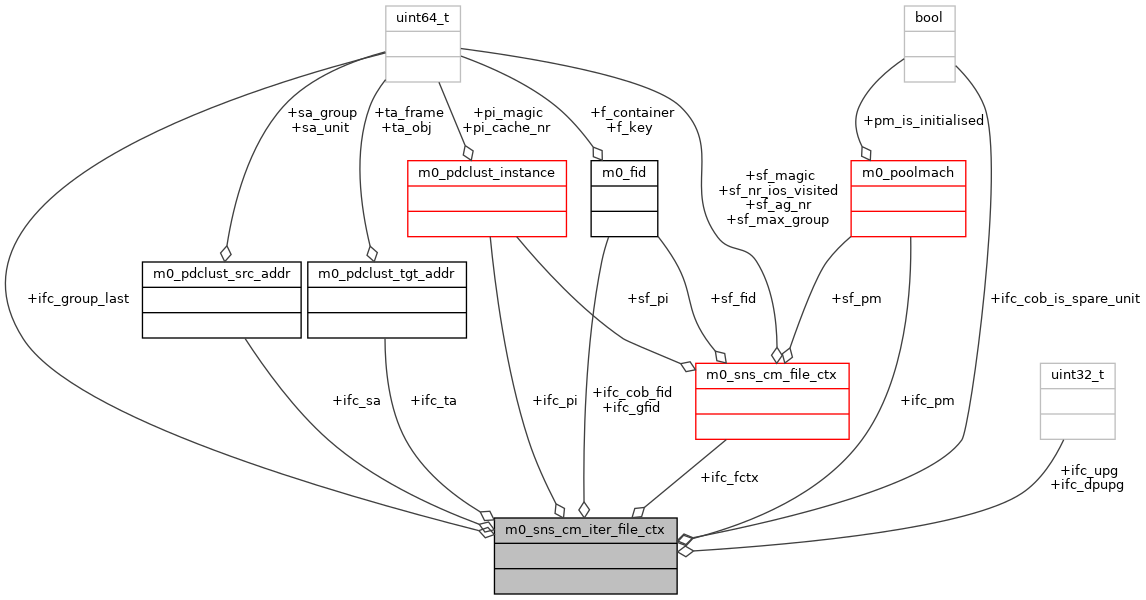 uint64_t
bool
+sa_group
+sa_unit
+ta_frame
+ta_obj
+pi_magic
+pi_cache_nr
+f_container
+f_key
+pm_is_initialised
m0_pdclust_instance
m0_fid
+sf_magic
+sf_nr_ios_visited
+sf_ag_nr
+sf_max_group
m0_poolmach
m0_pdclust_src_addr
m0_pdclust_tgt_addr
+ifc_group_last
+sf_pi
+sf_fid
+sf_pm
+ifc_cob_is_spare_unit
m0_sns_cm_file_ctx
uint32_t
+ifc_sa
+ifc_ta
+ifc_pi
+ifc_cob_fid
+ifc_gfid
+ifc_pm
+ifc_fctx
+ifc_upg
+ifc_dpupg
m0_sns_cm_iter_file_ctx